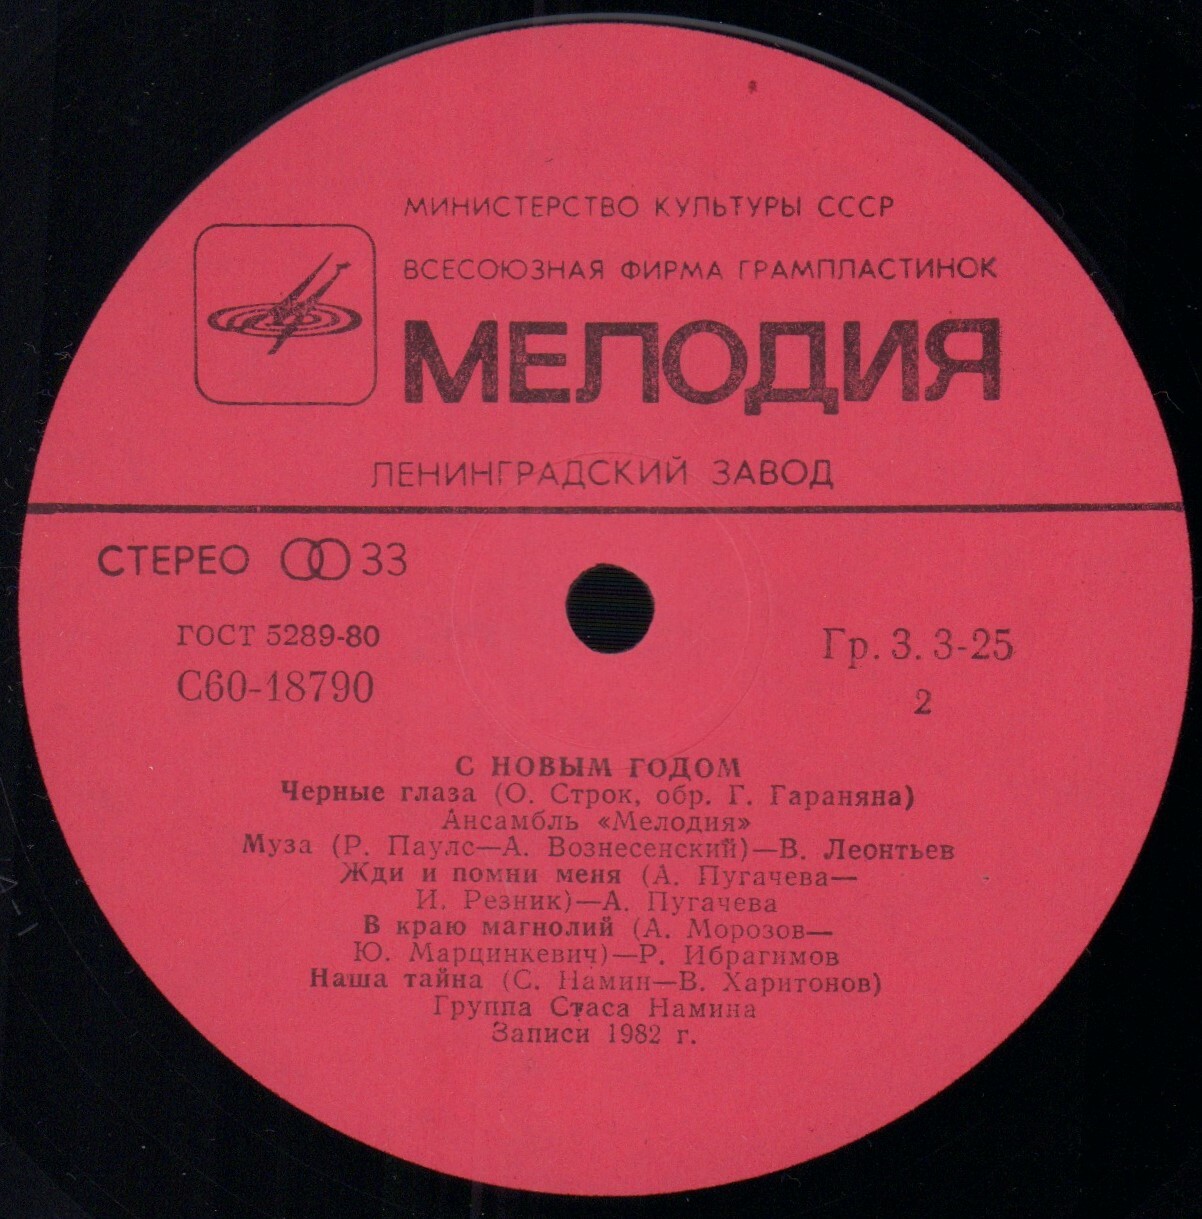 МИНИСТЕРСТВО КУЛЬТУРЫ СССР
ВСЕСОЮЗНАЯ ФИРМА ГРАМПЛАСТИНОК
МЕЛОДИЯ
ЛЕНИНГРАДСКИЙ ЗАВОД
СТЕРЕО 33
ГОСТ 5289-80
С60-18790
Гр. 3. 3-25
2
С НОВЫМ ГОДОМ
Черные глаза (О. Строк, обр. Г. Гараняна)
Ансамбль «Мелодия»
Муза (Р. Паулс—А. Вознесенский)—В. Леонтьев
Жди и помни меня (А. Пугачева—
И. Резник)—А. Пугачева
В краю магнолий (А. Морозов—
Ю. Марцинкевич)—Р. Ибрагимов
Наша тайна (С. Намин—В. Харитонов)
Группа Стаса Намина
Записи 1982 г.